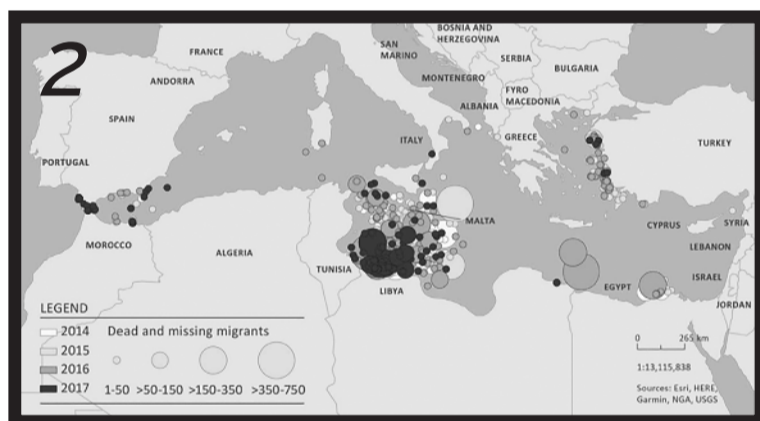 2
BOSNIA AND
HERZEGOVINA
SAN
MARINO
FRANCE
SERBIA
BULGARIA
ANDORRA
MONTENEGRO
FYRO
MACEDONIA
ALBANIA
SPAIN
ITALY
GREECE
TURKEY
PORTUGAL
MALTA
CYPRUS
SYRIA
MOROCCO
ALGERIA
LEBANON
TUNISIA
LIBYA
EGYPT
ISRAEL
JORDAN
LEGEND
2014
2015
2016
2017
Dead and missing migrants
1-50 >50-150 >150-350 >350-750
0 265 km
1:13,115,838
Sources: Esri, HERE,
Garmin, NGA, USGS